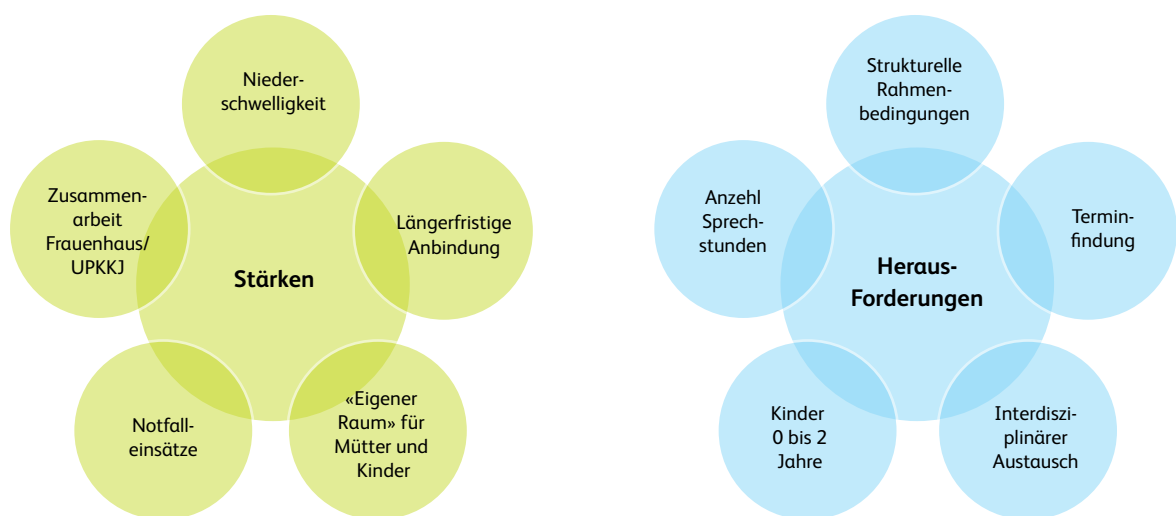 Nieder-
schwelligkeit
Zusammen-
arbeit
Frauenhaus/
UPKKJ
Längerfristige
Anbindung
Stärken
Notfall-
einsätze
«Eigener
Raum» für
Mütter und
Kinder
Strukturelle
Rahmen-
bedingungen
Anzehl
Sprech-
stunden
Termin-
findung
Heraus-
Forderungen
Kinder
0 bis 2
Jahre
Interdiszi-
plinärer
Austausch